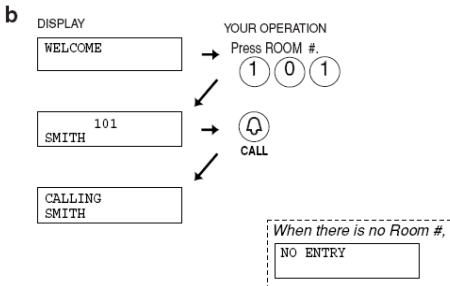 b
DISPLAY
YOUR OPERATION
WELCOME
Press ROOM #.
1 0 1
101
SMITH
CALL
CALLING
SMITH
When there is no Room #,
NO ENTRY